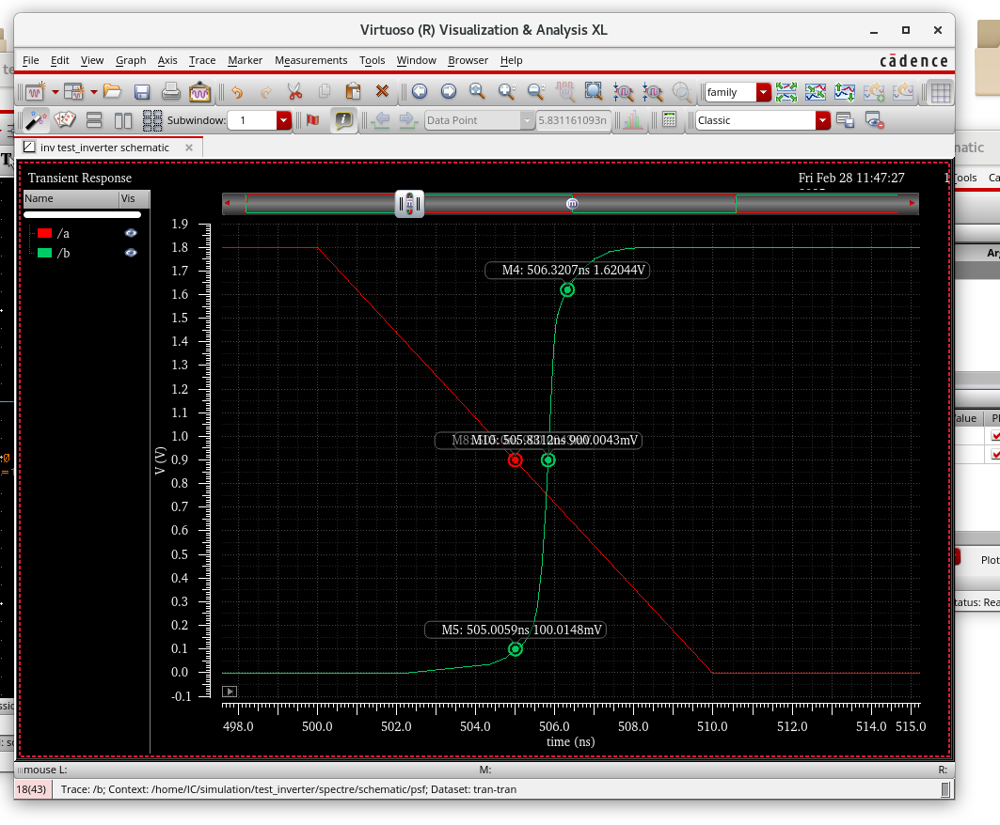 Virtuoso (R) Visualization & Analysis XL
File Edit View Graph Axis Trace Marker Measurements Tools Window Browser Help
cādence
family
Subwindow: 1
Data Point
5.831161093n
Classic
inv test_inverter schematic
Transient Response
Fri Feb 28 11:47:27
Name Vis
/a
/b
1.9
1.8
1.7
1.6
1.5
1.4
1.3
1.2
1.1
1.0
0.9
0.8
0.7
0.6
0.5
0.4
0.3
0.2
0.1
0.0
-0.1
V (V)
M4: 506.3207ns 1.62044V
M10: 505.8312ns 900.0043mV
M5: 505.0059ns 100.0148mV
498.0 500.0 502.0 504.0 506.0 508.0 510.0 512.0 514.0 515.0
time (ns)
mouse L: M: R:
18(43) Trace: /b; Context: /home/IC/simulation/test_inverter/spectre/schematic/psf; Dataset: tran-tran
matic
Tools Ca
Ar
alue Pl
Plot
tatus: Rea